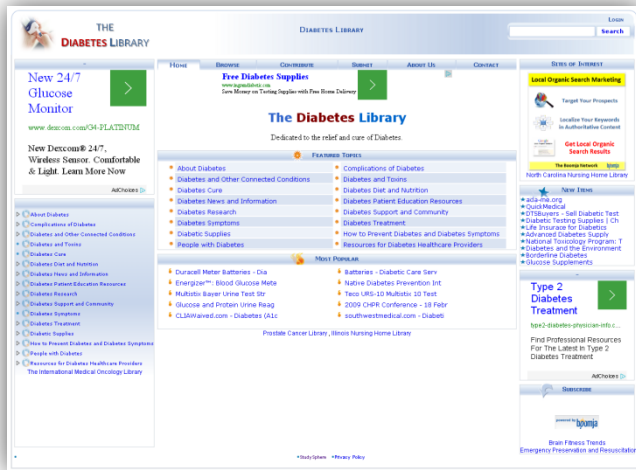 THE
DIABETES LIBRARY
DIABETES LIBRARY
LOGIN
Search
HOME BROWSE CONTRIBUTE SUBMIT ABOUT US CONTACT
New 24/7
Glucose
Monitor
www.dexcom.com/G4-PLATINUM
New Dexcom® 24/7,
Wireless Sensor. Comfortable
& Light. Learn More Now
AdChoices
About Diabetes
Complications of Diabetes
Diabetes and Other Connected Conditions
Diabetes and Toxins
Diabetes Cure
Diabetes Diet and Nutrition
Diabetes News and Information
Diabetes Patient Education Resources
Diabetes Research
Diabetes Support and Community
Diabetes Symptoms
Diabetes Treatment
Diabetic Supplies
How to Prevent Diabetes and Diabetes Symptoms
People with Diabetes
Resources for Diabetes Healthcare Providers
The International Medical Oncology Library
Free Diabetes Supplies
Save Money on Testing Supplies with Free Home Delivery
The Diabetes Library
Dedicated to the relief and cure of Diabetes.
FEATURED TOPICS
About Diabetes Complications of Diabetes
Diabetes and Other Connected Conditions Diabetes and Toxins
Diabetes Cure Diabetes Diet and Nutrition
Diabetes News and Information Diabetes Patient Education Resources
Diabetes Research Diabetes Support and Community
Diabetes Symptoms Diabetes Treatment
Diabetic Supplies How to Prevent Diabetes and Diabetes Symptoms
People with Diabetes Resources for Diabetes Healthcare Providers
MOST POPULAR
Duracell Meter Batteries - Dia Batteries - Diabetic Care Serv
Energizer™: Blood Glucose Mete Native Diabetes Prevention Int
Multistix Bayer Urine Test Str Teco URS-10 Multistix 10 Test
Glucose and Protein Urine Reag 2009 CHPR Conference - 18 Febr
CLIAWaived.com - Diabetes (A1c southwestmedical.com - Diabeti
Prostate Cancer Library , Illinois Nursing Home Library
SITES OF INTEREST
Local Organic Search Marketing
Target Your Prospects
Localize Your Keywords
in Authoritative Content
Get Local Organic
Search Results
The Bpomja Network
North Carolina Nursing Home Library
NEW ITEMS
ada-me.org
QuickMedical
DTSBuyers - Sell Diabetic Test
Diabetic Testing Supplies | Ch
Life Insurance for Diabetics
Advanced Diabetes Supply
National Toxicology Program: T
Diabetes and the Environment
Borderline Diabetes
Glucose Supplements
Type 2
Diabetes
Treatment
type2-diabetes-physician-info.c...
Find Professional Resources
For The Latest In Type 2
Diabetes Treatment
AdChoices
SUBSCRIBE
powered by bpomja
Brain Fitness Trends
Emergency Preservation and Resuscitation
Study Sphere Privacy Policy